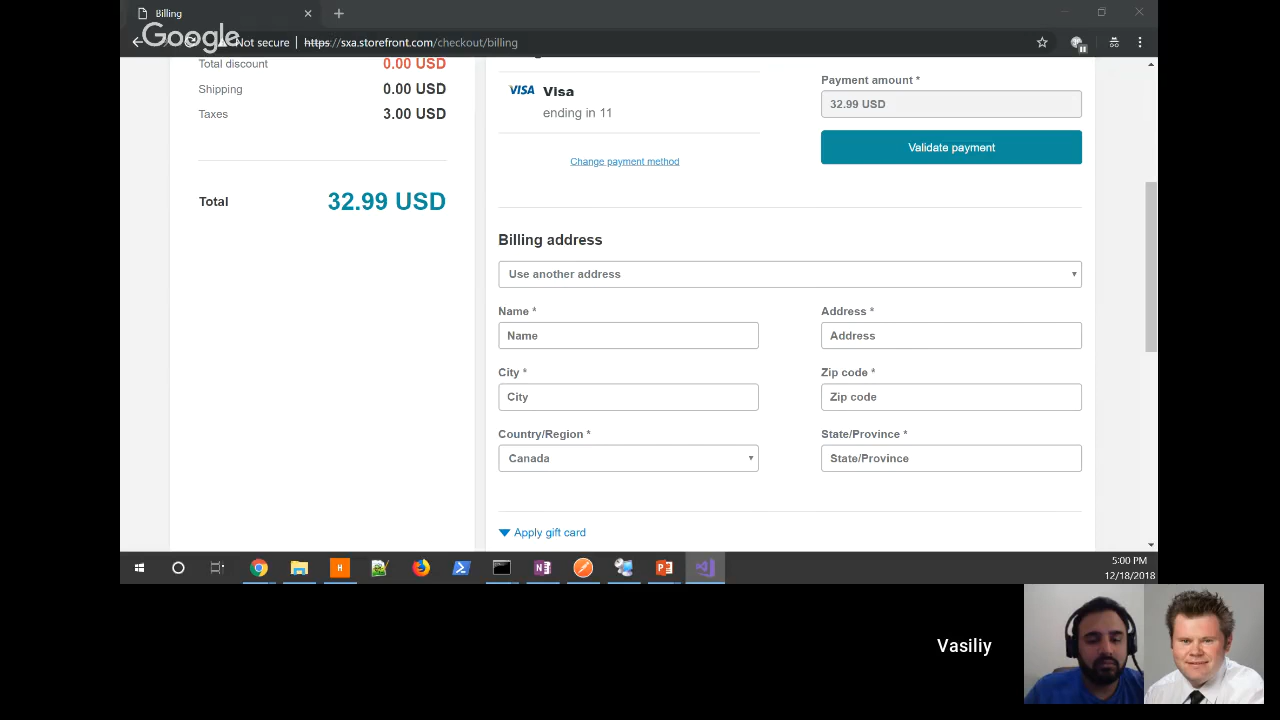 Billing
Google
Not secure | https://sxa.storefront.com/checkout/billing
Total discount 0.00 USD
Shipping 0.00 USD
Taxes 3.00 USD
Total 32.99 USD
VISA Visa
ending in 11
Change payment method
Payment amount *
32.99 USD
Validate payment
Billing address
Use another address
Name * Address *
Name Address
City * Zip code *
City Zip code
Country/Region * State/Province *
Canada State/Province
Apply gift card
H
5:00 PM
12/18/2018
Vasiliy